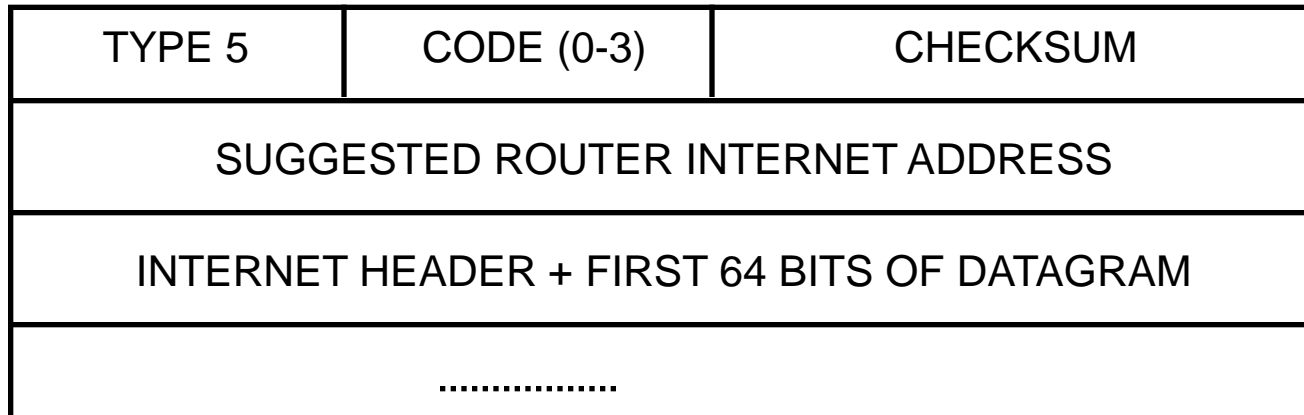 TYPE 5 CODE (0-3) CHECKSUM
SUGGESTED ROUTER INTERNET ADDRESS
INTERNET HEADER + FIRST 64 BITS OF DATAGRAM
.................